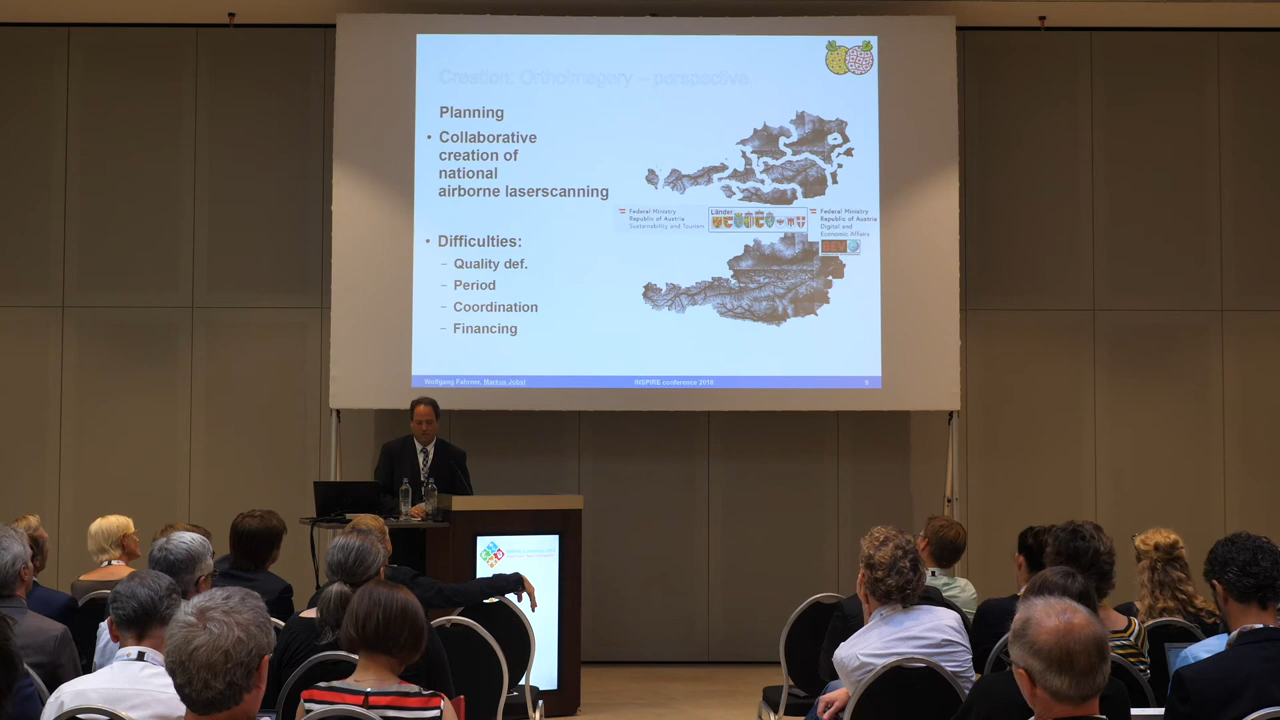 Creation: Orthoimagery – perspective
Planning
• Collaborative
creation of
national
airborne laserscanning
• Difficulties:
– Quality def.
– Period
– Coordination
– Financing
Federal Ministry
Republic of Austria
Sustainability and Tourism
Länder
Federal Ministry
Republic of Austria
Digital and
Economic Affairs
BEV
Wolfgang Fahrner, Markus Jobst
INSPIRE conference 2018
9